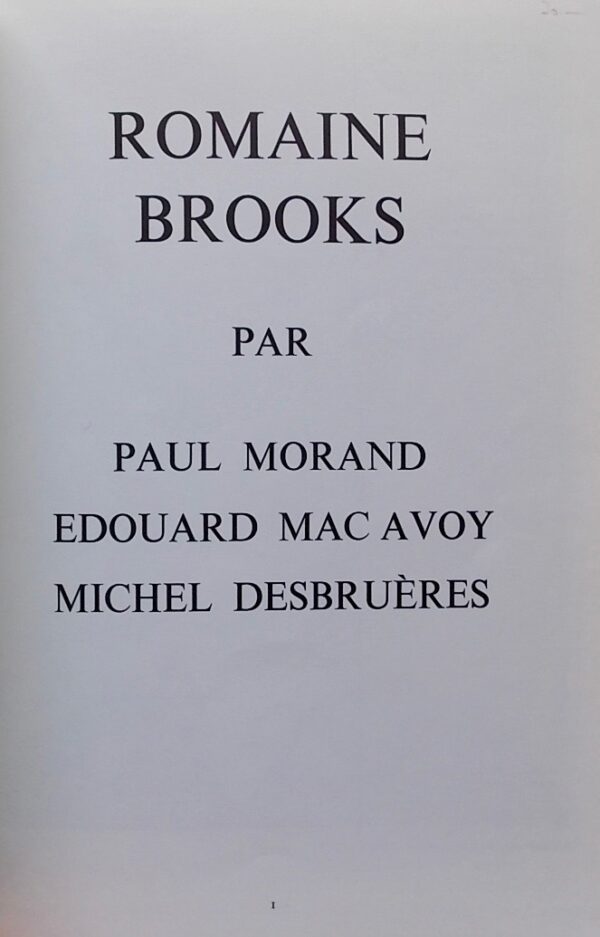 ROMAINE
BROOKS
PAR
PAUL MORAND
EDOUARD MAC AVOY
MICHEL DESBRUÈRES
I